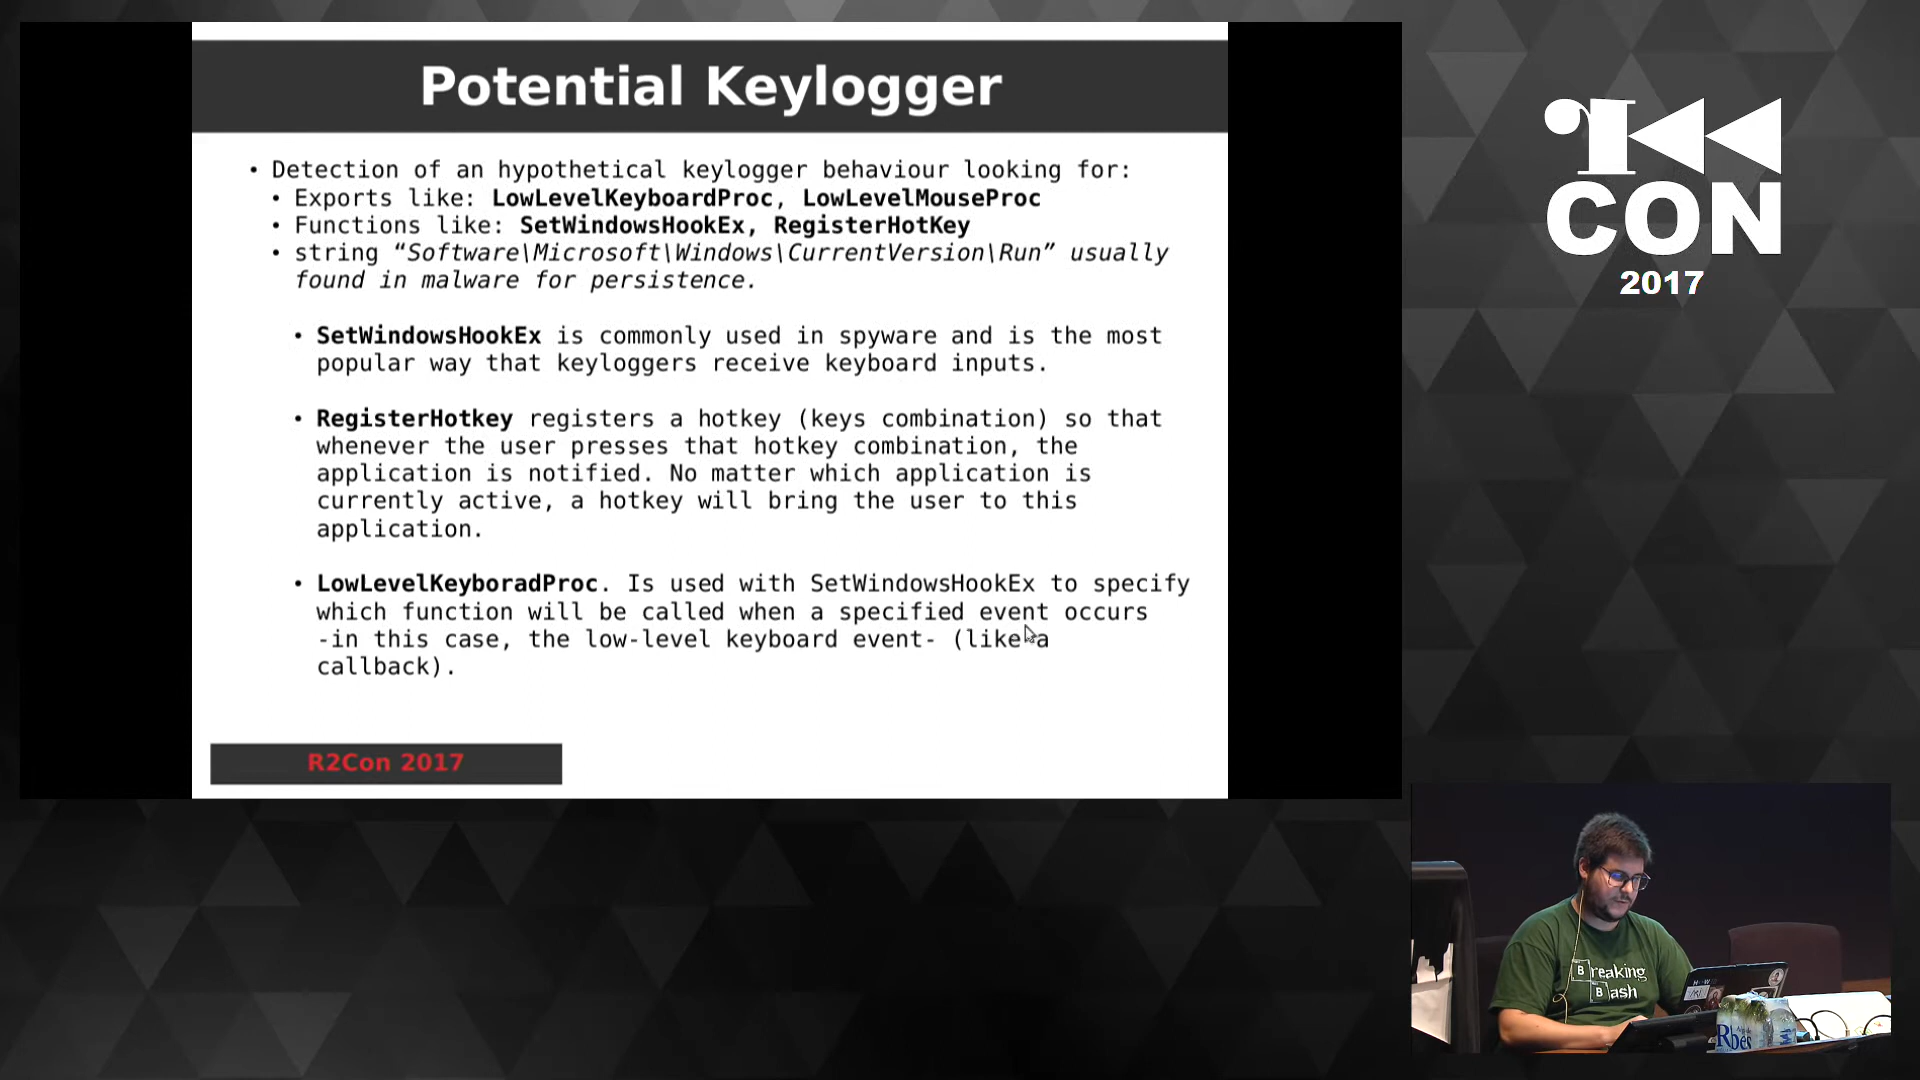 Potential Keylogger
• Detection of an hypothetical keylogger behaviour looking for:
• Exports like: LowLevelKeyboardProc, LowLevelMouseProc
• Functions like: SetWindowsHookEx, RegisterHotKey
• string “Software\Microsoft\Windows\CurrentVersion\Run” usually
found in malware for persistence.
• SetWindowsHookEx is commonly used in spyware and is the most
popular way that keyloggers receive keyboard inputs.
• RegisterHotkey registers a hotkey (keys combination) so that
whenever the user presses that hotkey combination, the
application is notified. No matter which application is
currently active, a hotkey will bring the user to this
application.
• LowLevelKeyboradProc. Is used with SetWindowsHookEx to specify
which function will be called when a specified event occurs
-in this case, the low-level keyboard event- (like a
callback).
R2Con 2017
CON
2017
Breaking
Bash